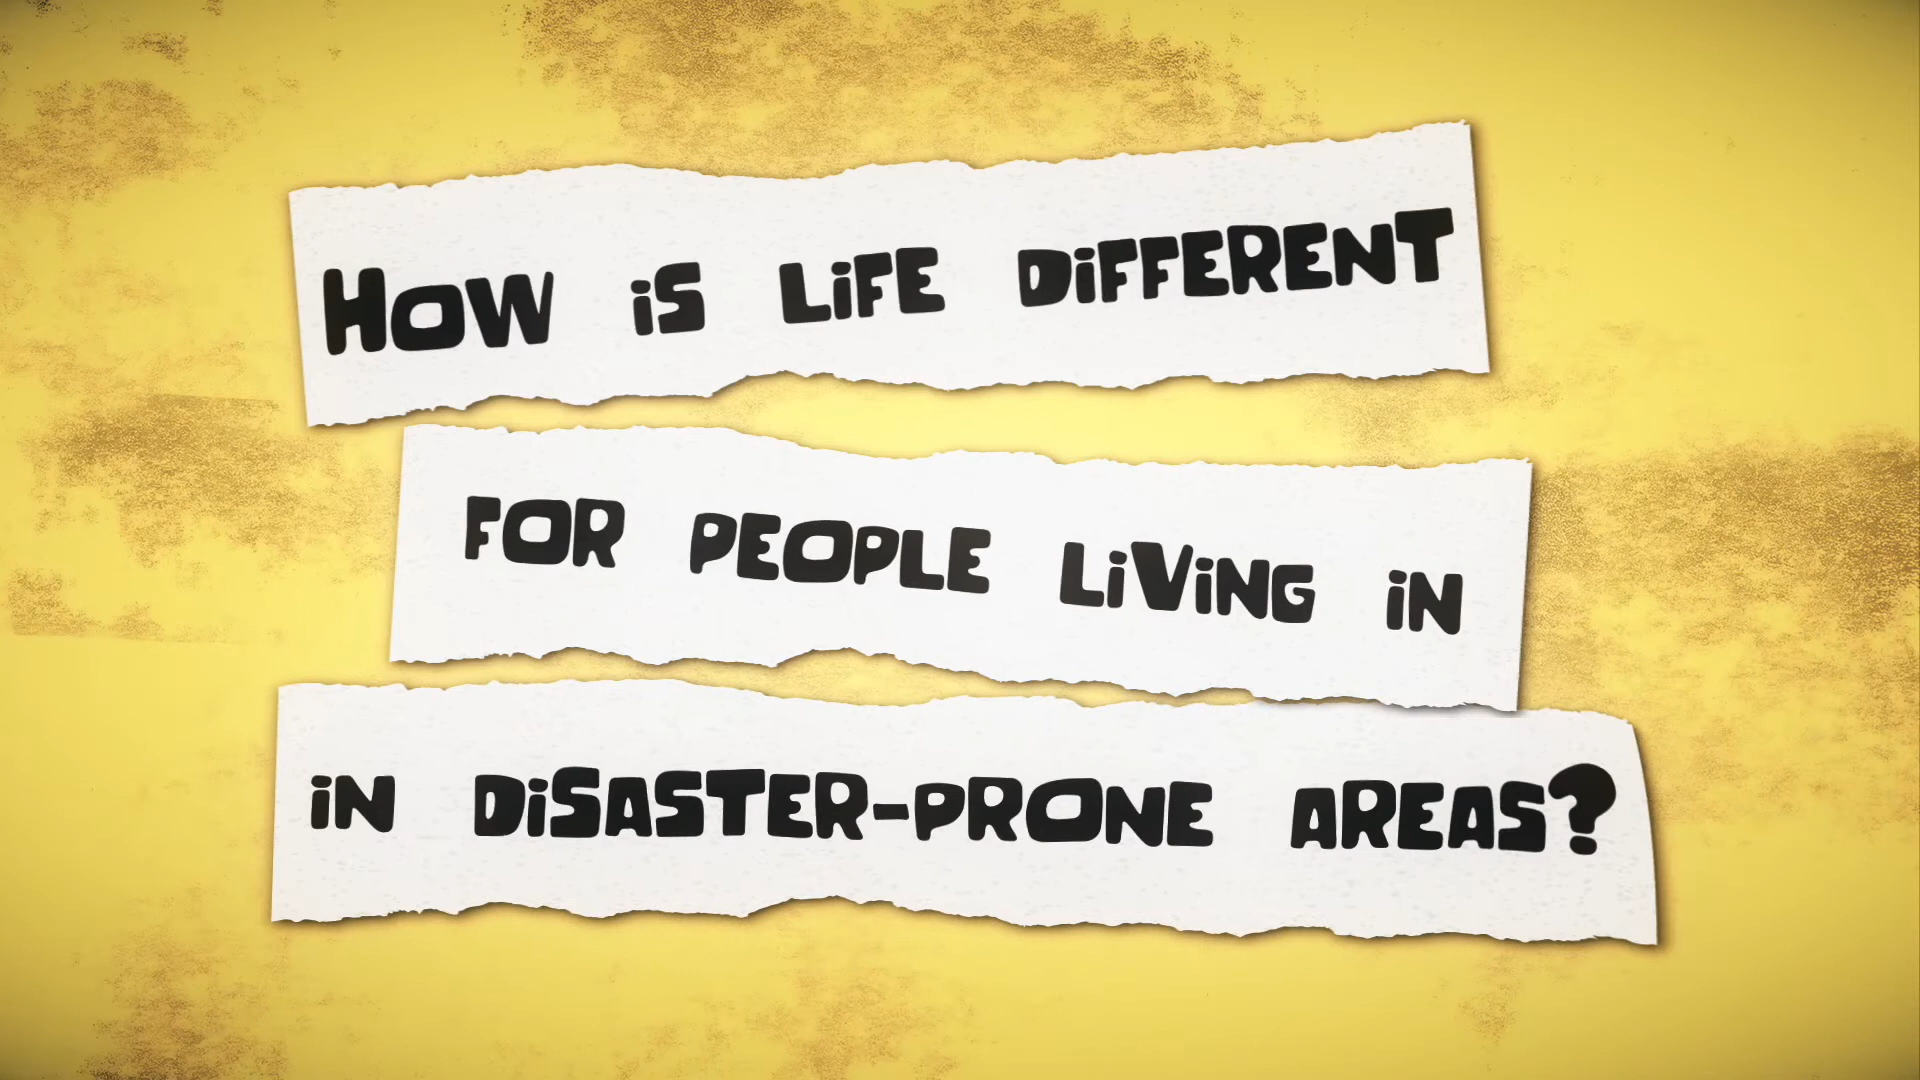 How is life different
for people living in
in disaster-prone areas?